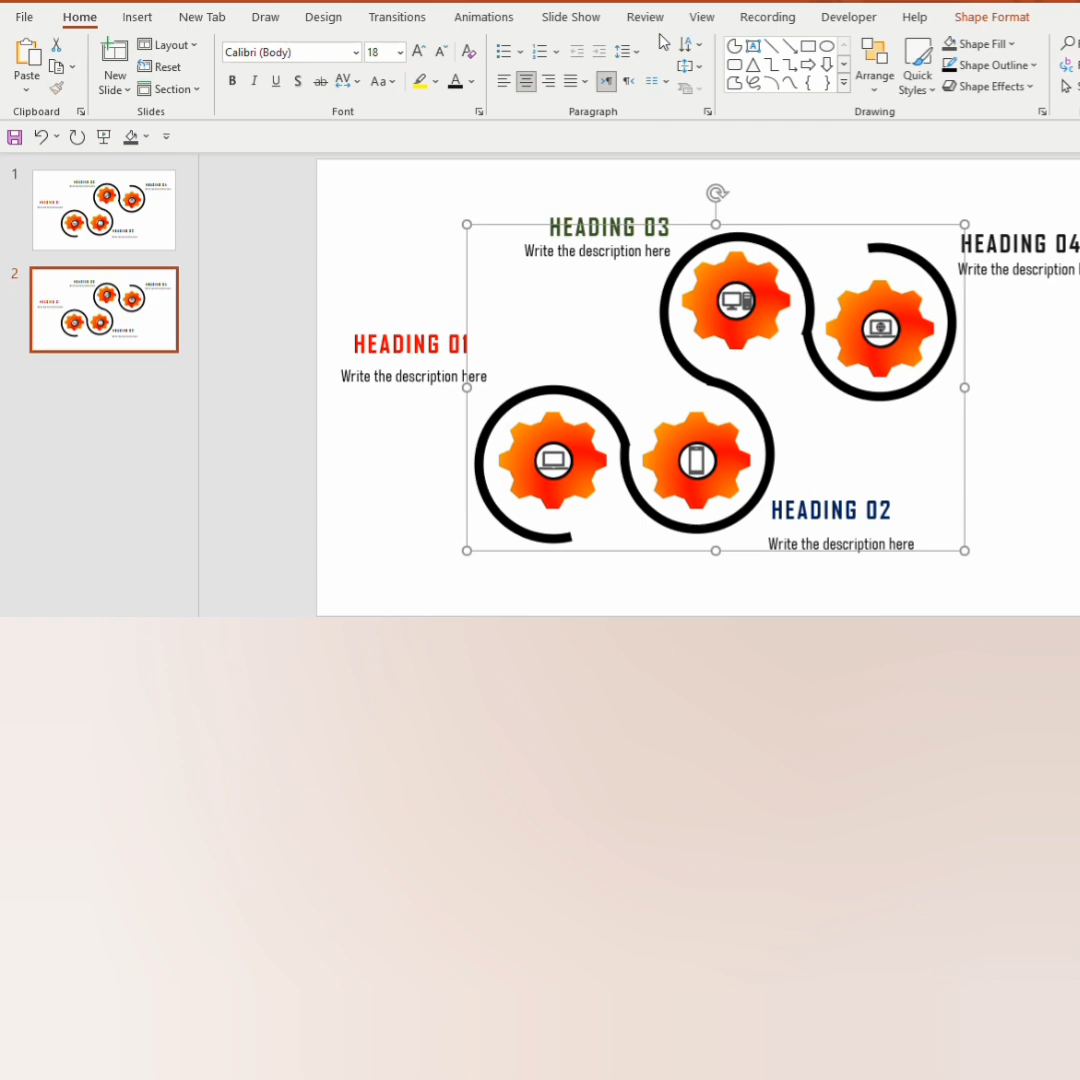 File Home Insert New Tab Draw Design Transitions Animations Slide Show Review View Recording Developer Help Shape Format
Paste
Clipboard
New
Slide
Layout
Reset
Section
Slides
Calibri (Body) 18
B I U S ab AV Aa A
Font
Paragraph
Arrange
Quick
Styles
Shape Fill
Shape Outline
Shape Effects
Drawing
1
2
HEADING 03
Write the description here
HEADING 04
Write the description
HEADING 01
Write the description here
HEADING 02
Write the description here